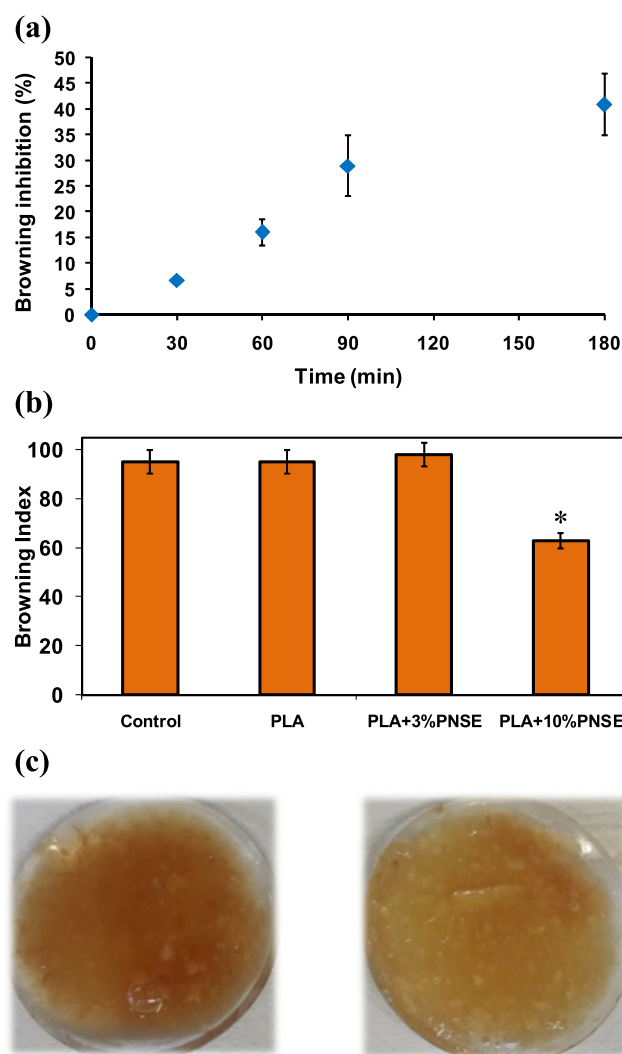 (a)
Browning inhibition (%)
50
45
40
35
30
25
20
15
10
5
0
0 30 60 90 120 150 180
Time (min)
(b)
Browning Index
100
80
60
40
20
0
*
Control PLA PLA+3%PNSE PLA+10%PNSE
(c)